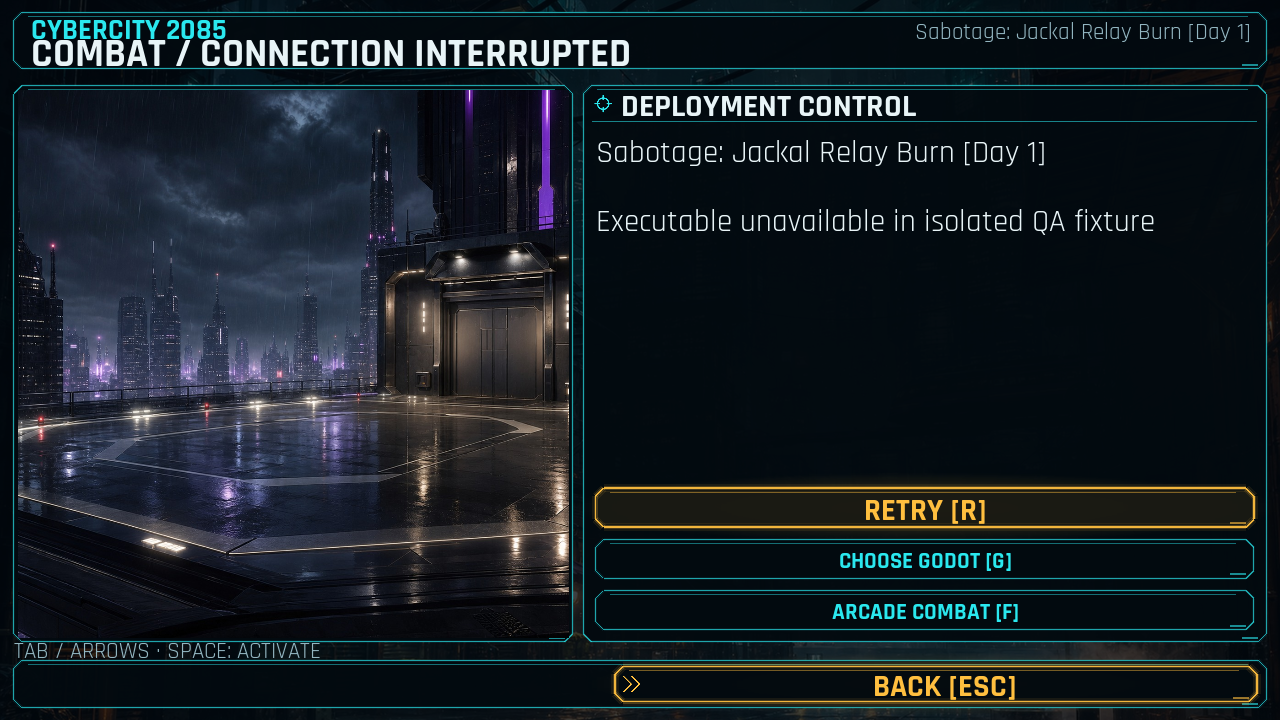 CYBERCITY 2085
COMBAT / CONNECTION INTERRUPTED
Sabotage: Jackal Relay Burn [Day 1]
DEPLOYMENT CONTROL
Sabotage: Jackal Relay Burn [Day 1]
Executable unavailable in isolated QA fixture
RETRY [R]
CHOOSE GODOT [G]
ARCADE COMBAT [F]
TAB / ARROWS · SPACE: ACTIVATE
BACK [ESC]